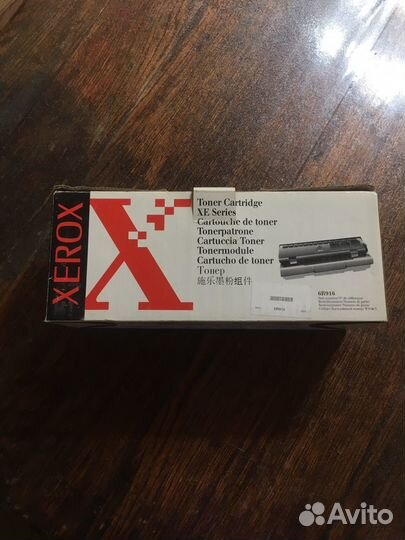 XEROX
X
Toner Cartridge
XE Series
Cartouche de toner
Tonerpatrone
Cartuccia Toner
Tonermodule
Cartucho de toner
Тонер
施乐墨粉组件
6R916
Avito